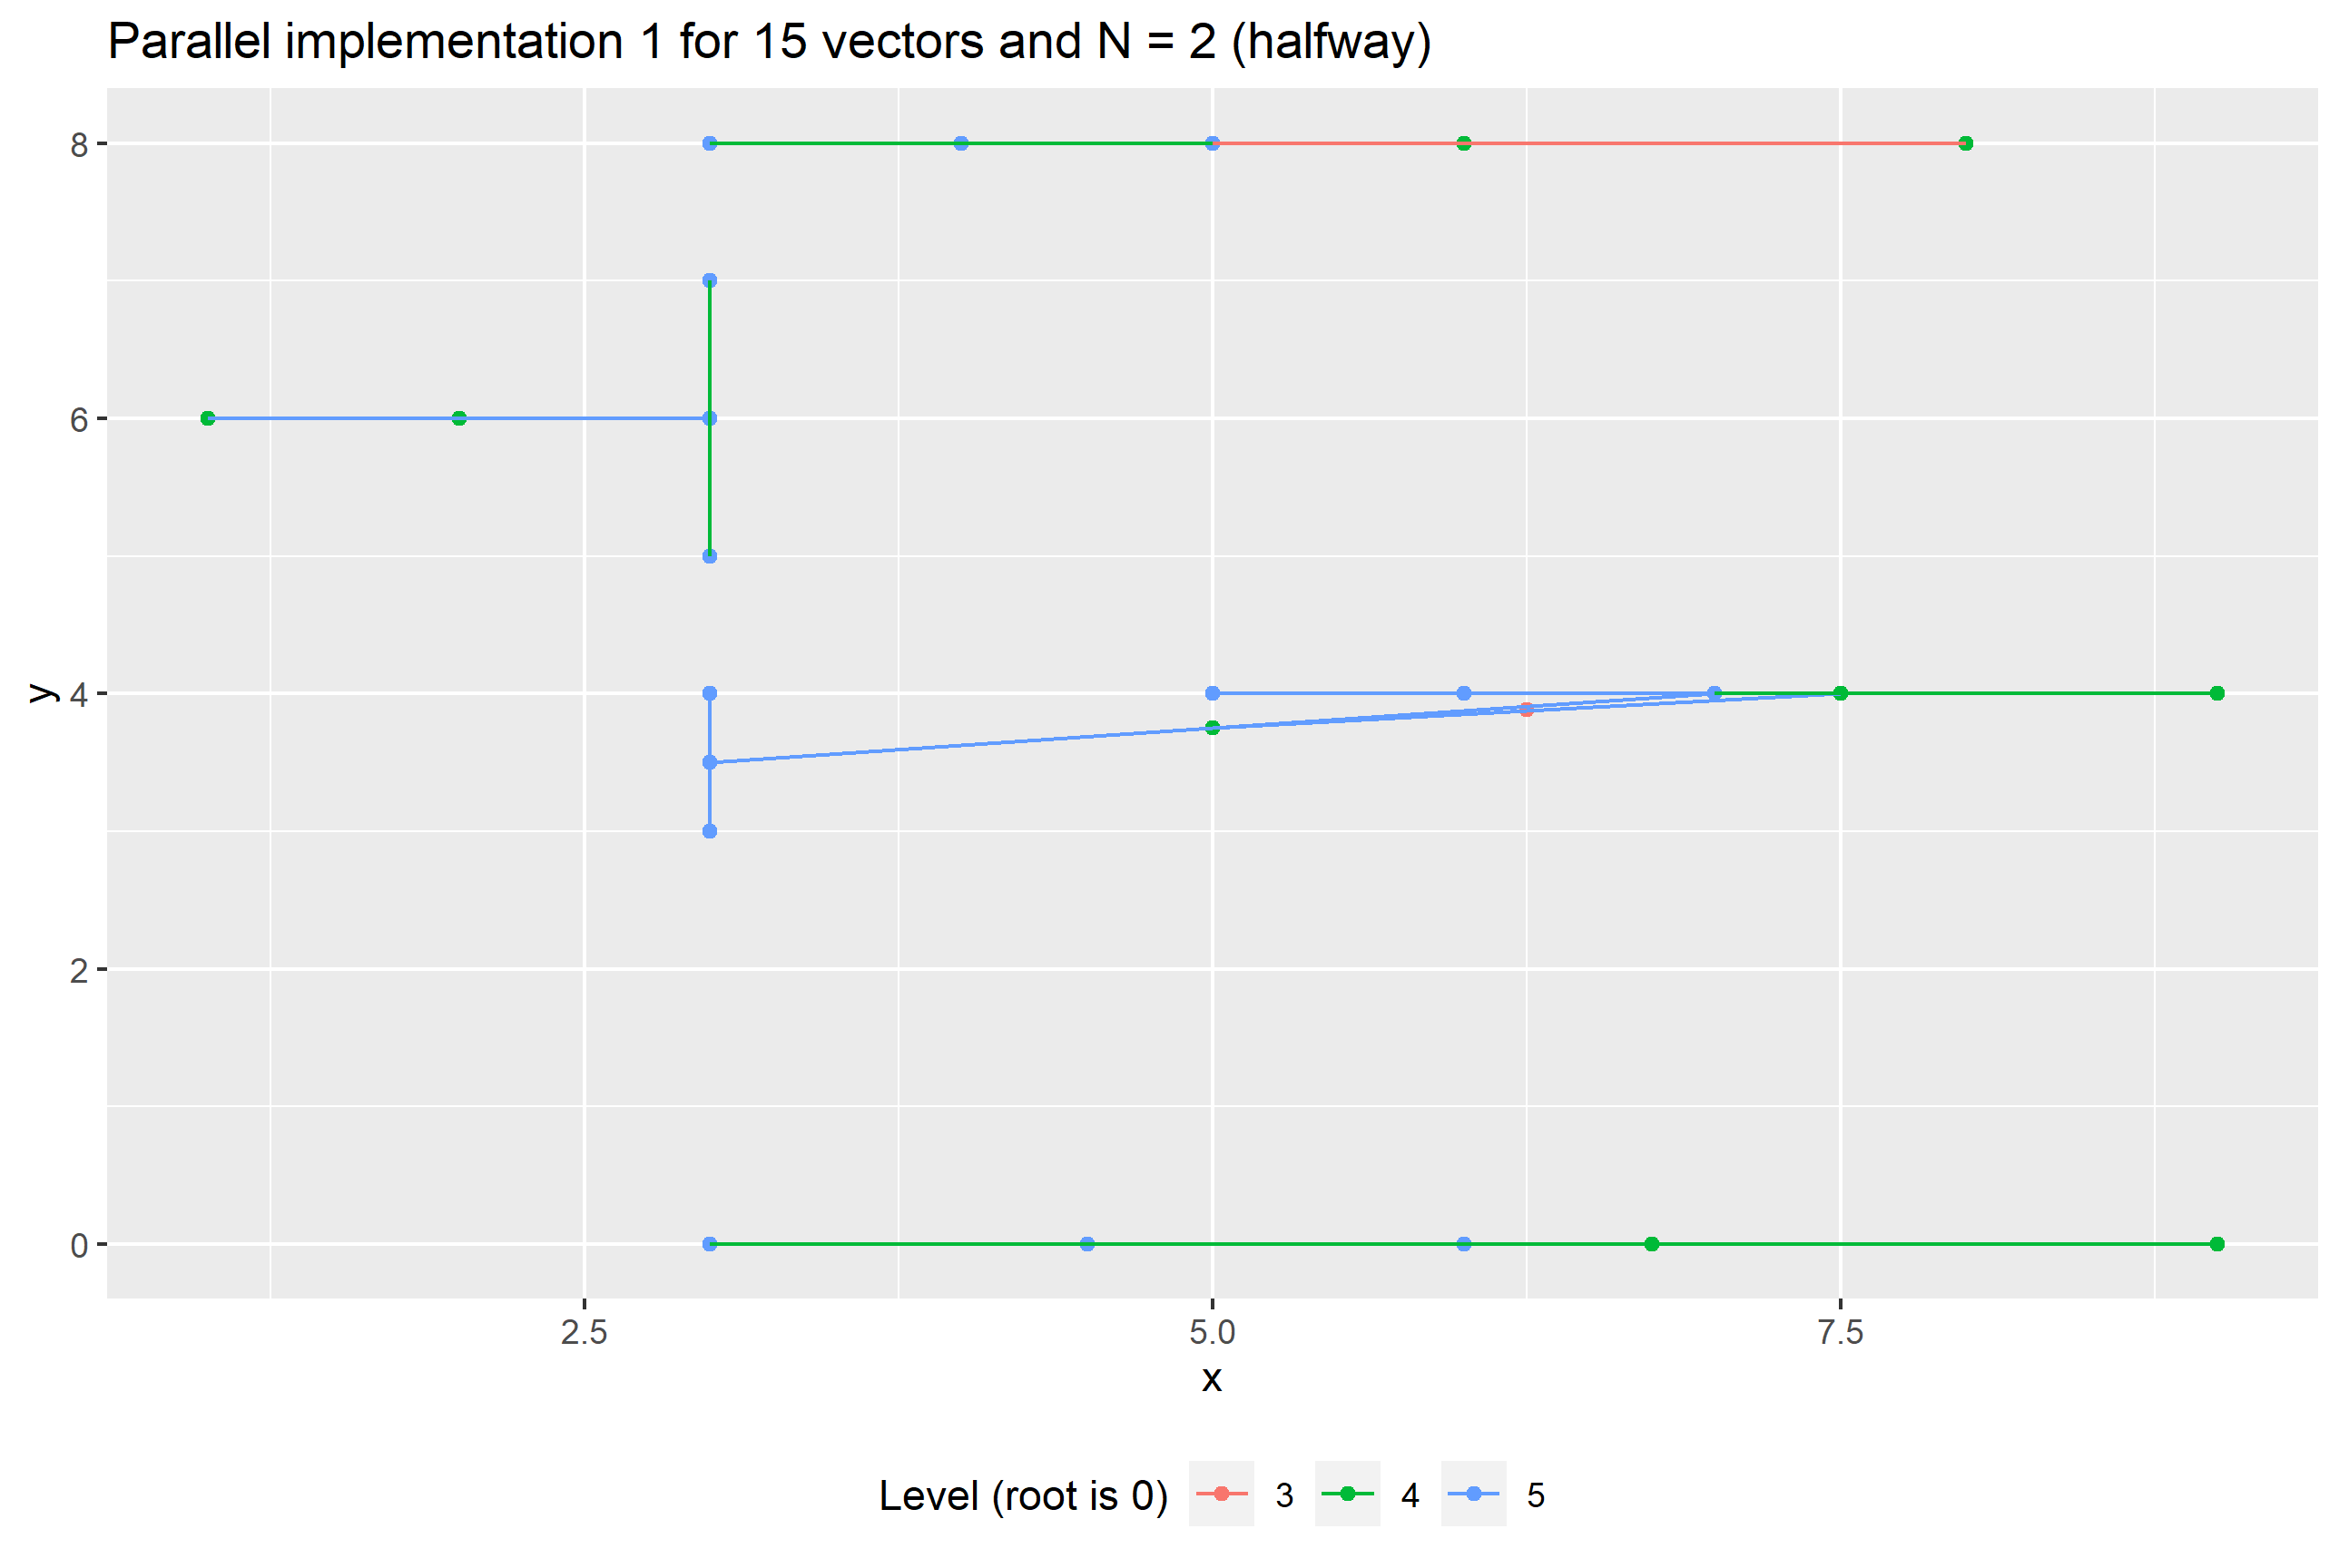 Parallel implementation 1 for 15 vectors and N = 2 (halfway)
8
6
4
2
0
y
2.5 5.0 7.5
x
Level (root is 0) 3 4 5